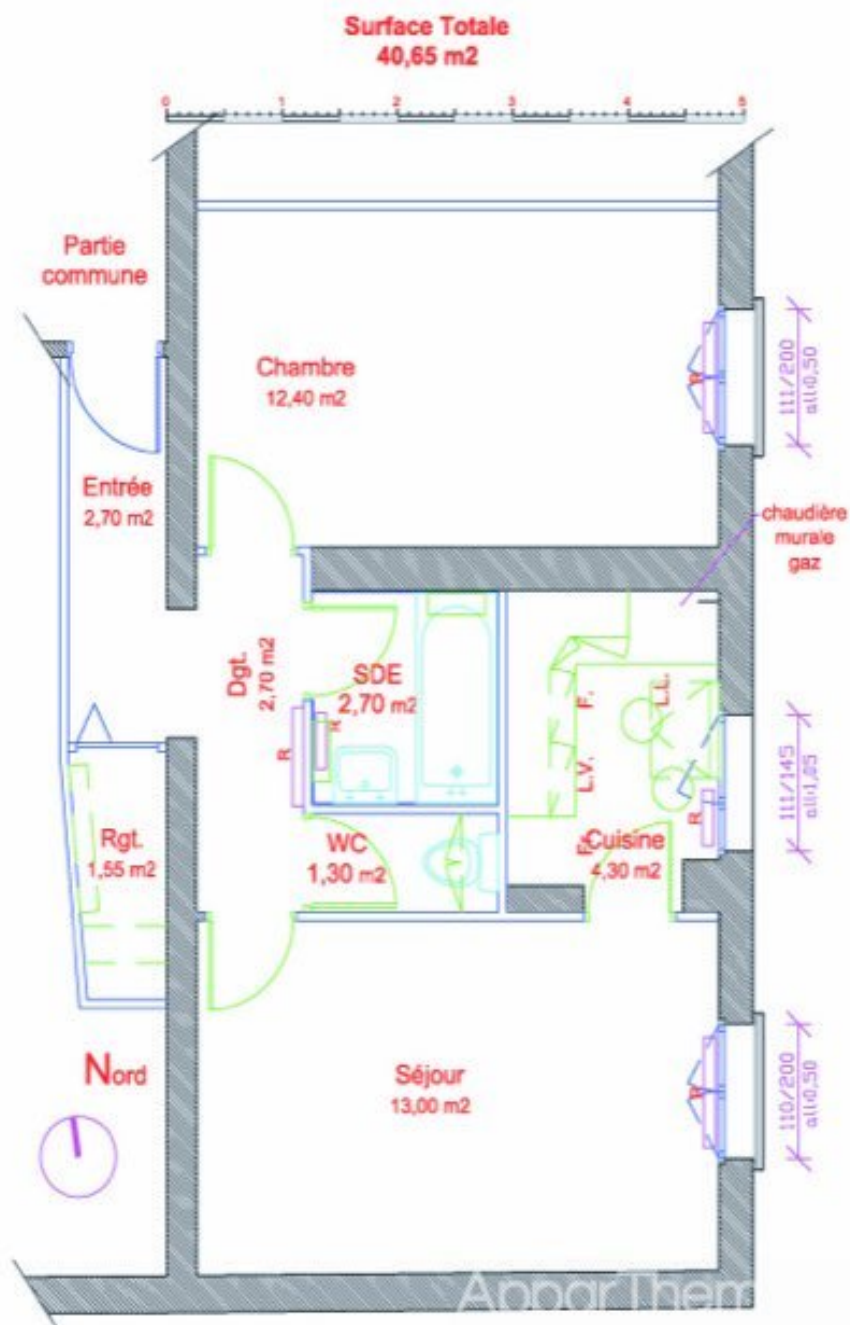 Surface Totale
40,65 m2
0 1 2 3 4 5
Partie
commune
Chambre
12,40 m2
R
111/200
all:0,50
Entrée
2,70 m2
chaudière
murale
gaz
Dgt.
2,70 m2
SDE
2,70 m2
R
R
F.
L.L.
L.V.
R
111/145
all:1,05
Rgt.
1,55 m2
WC
1,30 m2
Cuisine
4,30 m2
Nord
Séjour
13,00 m2
R
110/200
all:0,50
ApparThem